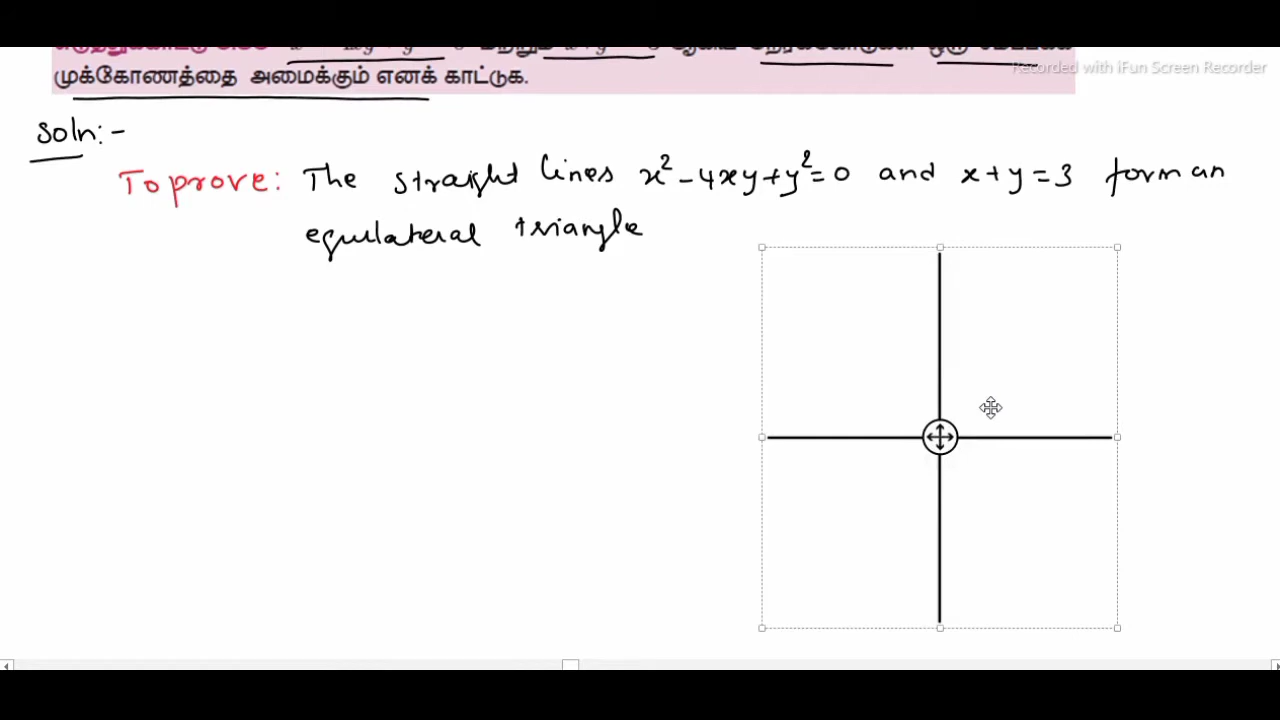 முக்கோணத்தை அமைக்கும் எனக் காட்டுக.
Recorded with iFun Screen Recorder
Soln:-
To prove: The straight lines x²-4xy+y²=0 and x+y=3 form an
equilateral triangle